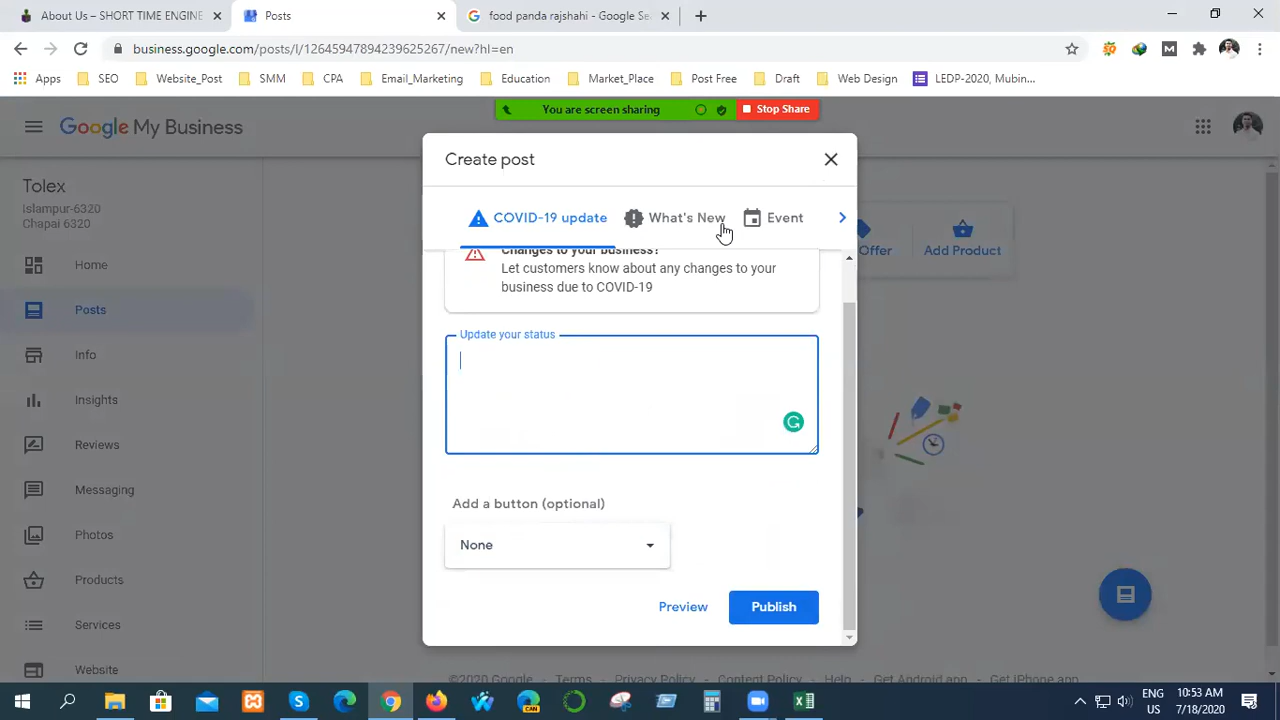 About Us – SHORT TIME ENGINE
Posts
food panda rajshahi - Google Se
business.google.com/posts/l/12645947894239625267/new?hl=en
Apps
SEO
Website_Post
SMM
CPA
Email_Marketing
Education
Market_Place
Post Free
Draft
Web Design
LEDP-2020, Mubin...
You are screen sharing
Stop Share
Google My Business
Create post
Tolex
Islampur-6320
Chapai 6320
COVID-19 update
What's New
Event
Offer
Add Product
Changes to your business?
Let customers know about any changes to your
business due to COVID-19
Home
Posts
Info
Insights
Reviews
Messaging
Photos
Products
Services
Website
Update your status
Add a button (optional)
None
Preview
Publish
©2020 Google
Terms
Privacy Policy
Content Policy
Help
Get Android app
Get iPhone app
ENG
US
10:53 AM
7/18/2020